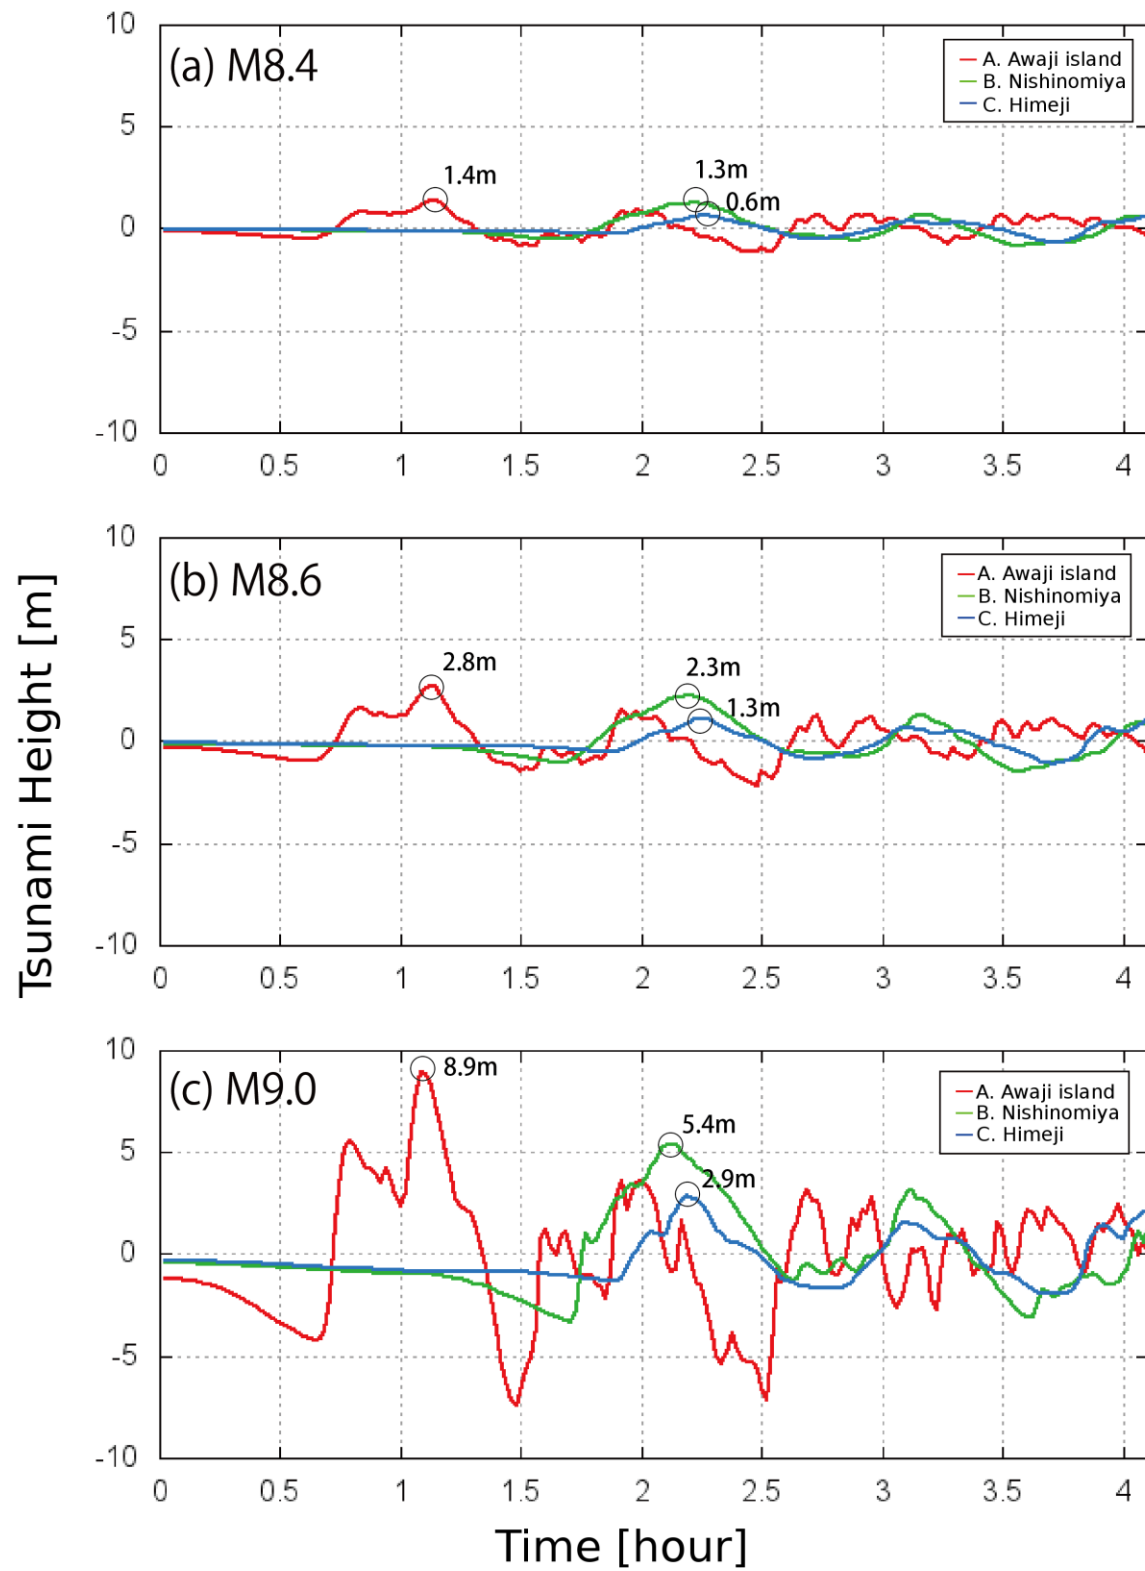 (a) M8.4
A. Awaji island
B. Nishinomiya
C. Himeji
10
5
0
-5
-10
1.4m
1.3m
0.6m
0 0.5 1 1.5 2 2.5 3 3.5 4
(b) M8.6
A. Awaji island
B. Nishinomiya
C. Himeji
10
5
0
-5
-10
2.8m
2.3m
1.3m
0 0.5 1 1.5 2 2.5 3 3.5 4
Tsunami Height [m]
(c) M9.0
A. Awaji island
B. Nishinomiya
C. Himeji
10
5
0
-5
-10
8.9m
5.4m
2.9m
0 0.5 1 1.5 2 2.5 3 3.5 4
Time [hour]